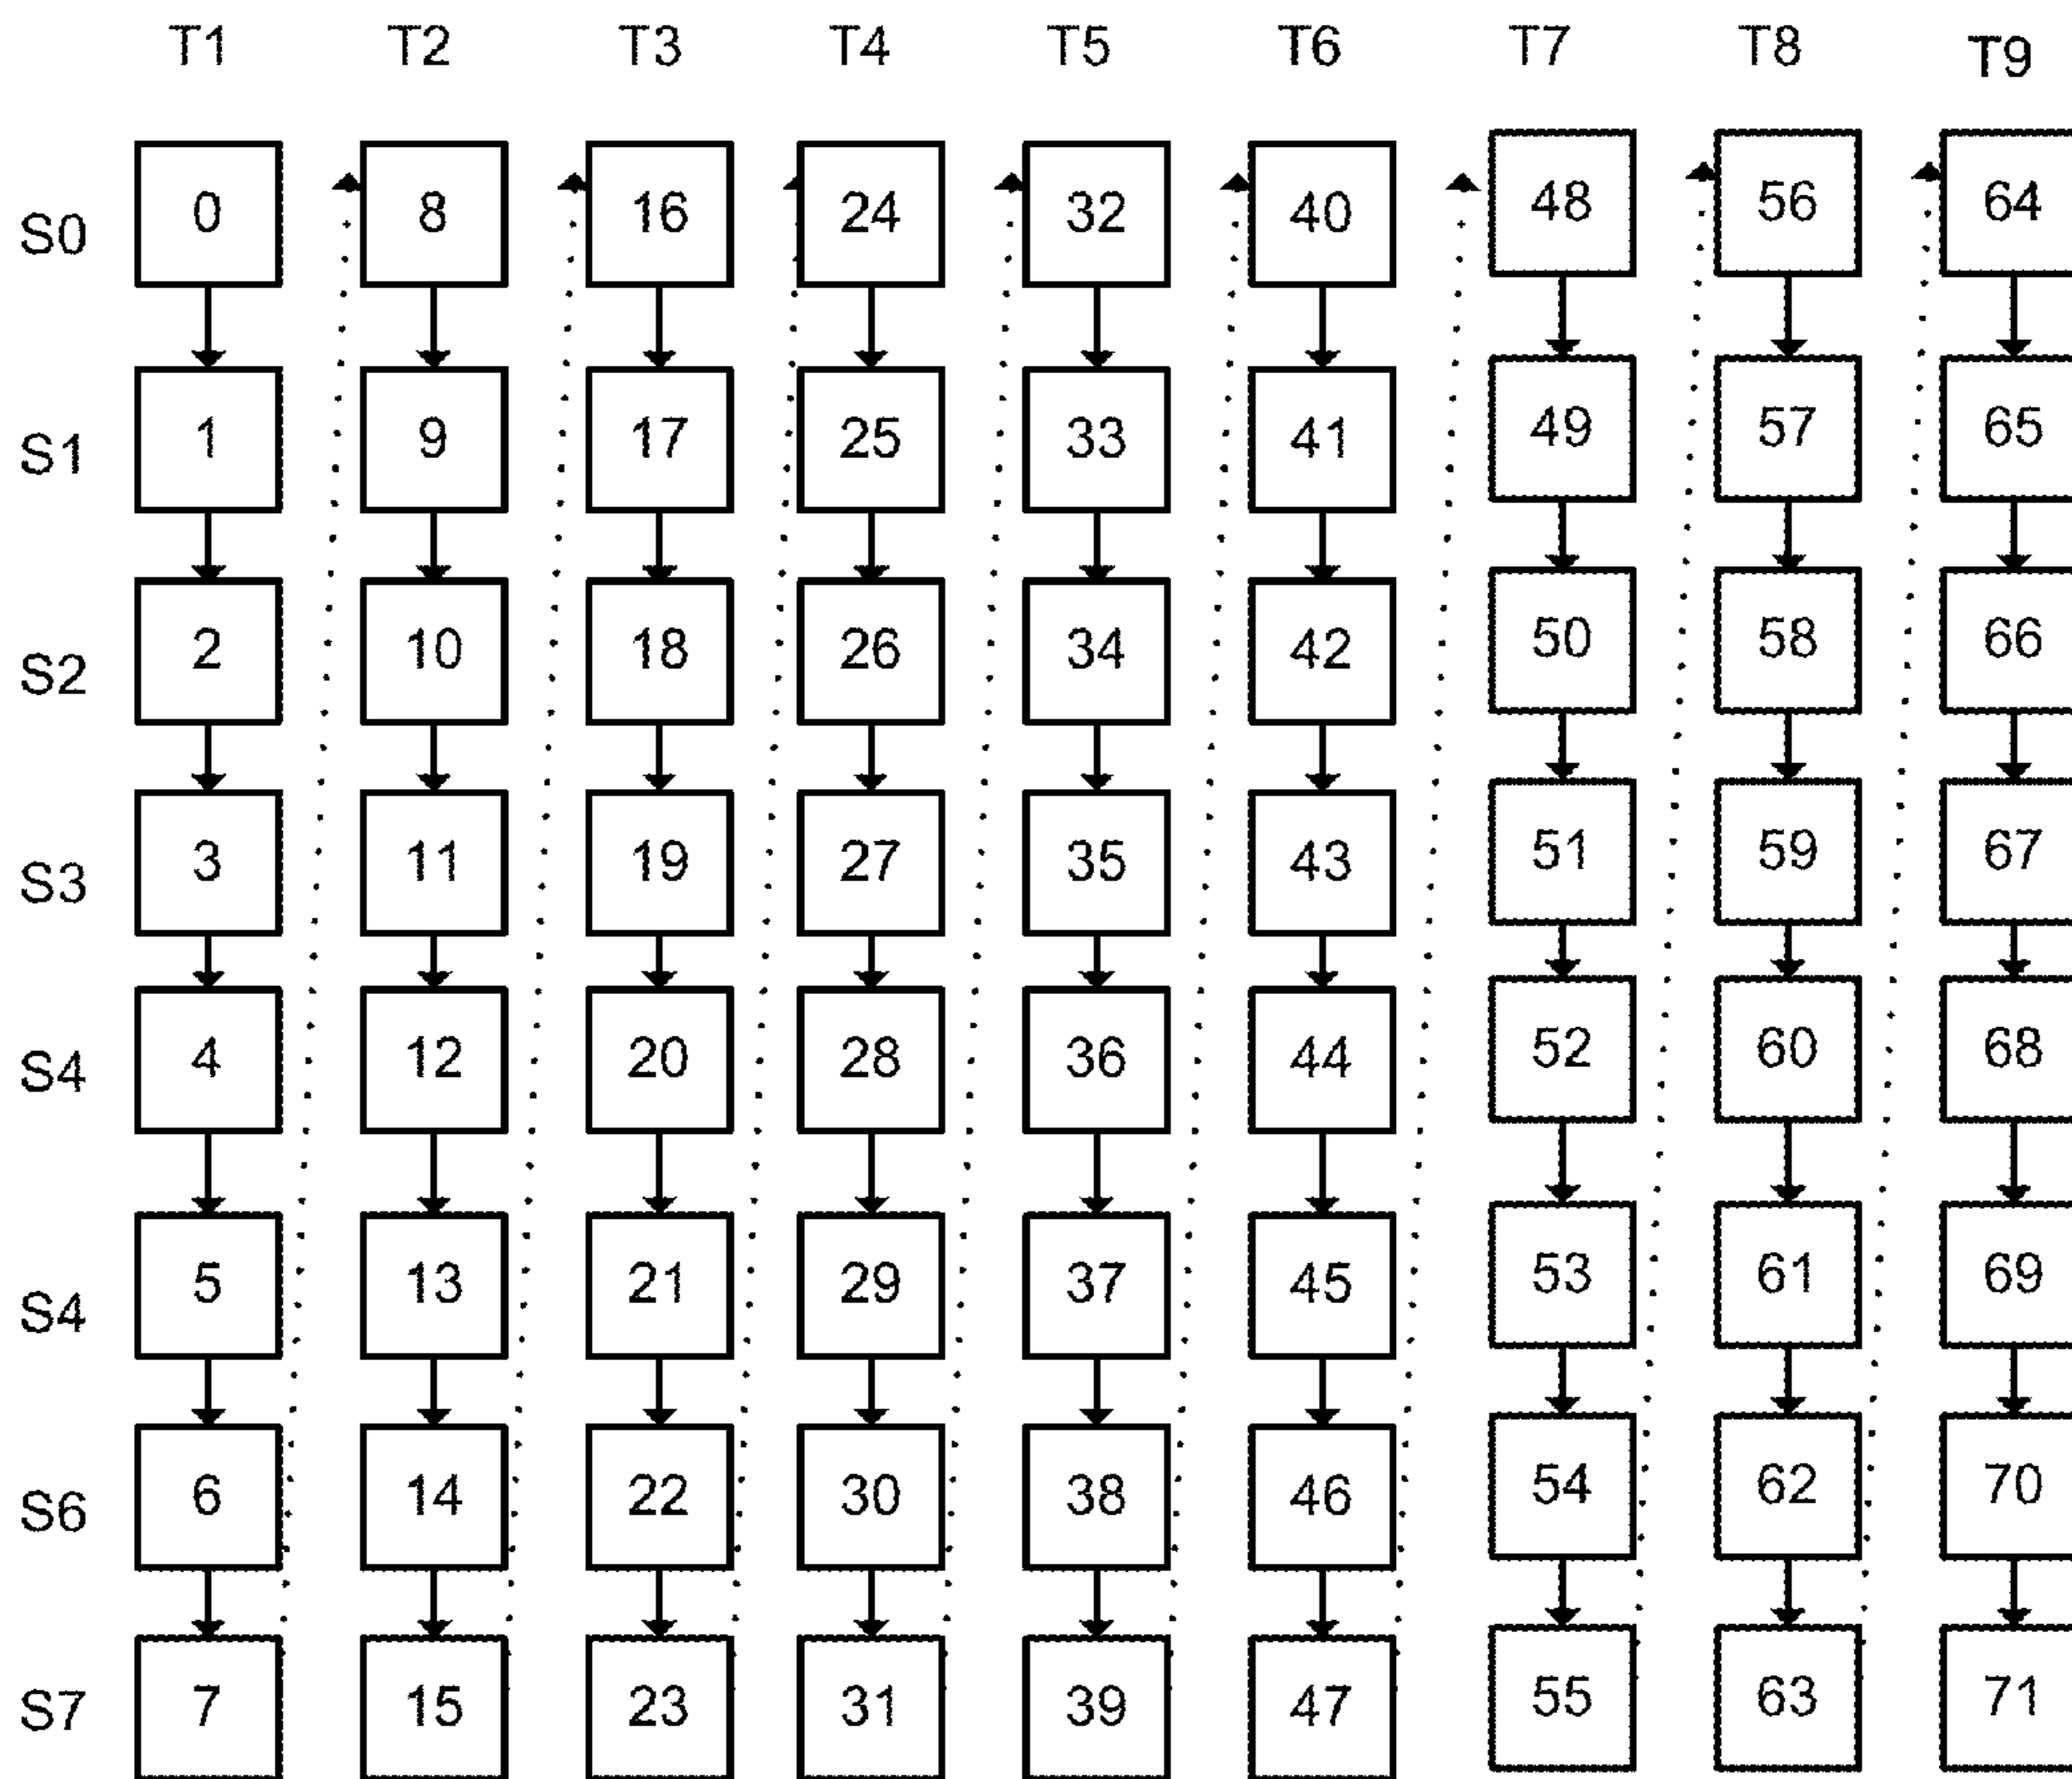 T1 T2 T3 T4 T5 T6 T7 T8 T9
S0 0 8 16 24 32 40 48 56 64
S1 1 9 17 25 33 41 49 57 65
S2 2 10 18 26 34 42 50 58 66
S3 3 11 19 27 35 43 51 59 67
S4 4 12 20 28 36 44 52 60 68
S4 5 13 21 29 37 45 53 61 69
S6 6 14 22 30 38 46 54 62 70
S7 7 15 23 31 39 47 55 63 71